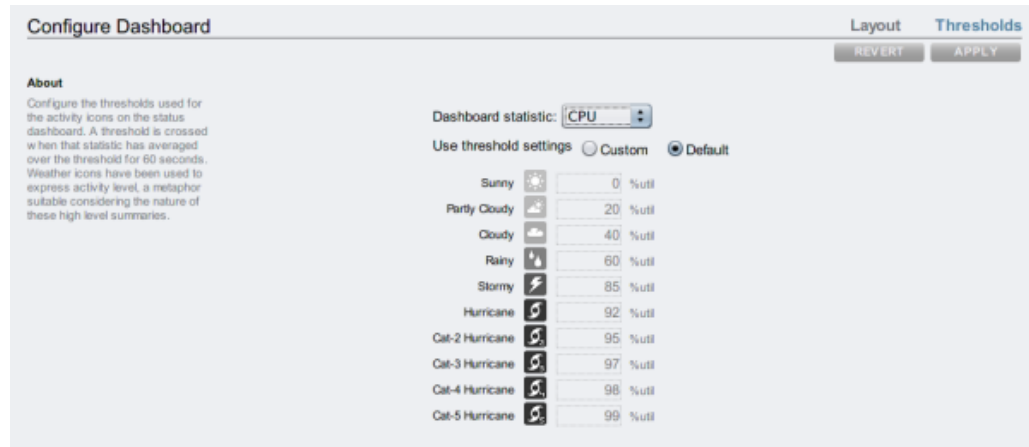 Configure Dashboard
Layout Thresholds
REVERT APPLY
About
Configure the thresholds used for
the activity icons on the status
dashboard. A threshold is crossed
when that statistic has averaged
over the threshold for 60 seconds.
Weather icons have been used to
express activity level, a metaphor
suitable considering the nature of
these high level summaries.
Dashboard statistic: CPU
Use threshold settings Custom Default
Sunny 0 %util
Partly Cloudy 20 %util
Cloudy 40 %util
Rainy 60 %util
Stormy 85 %util
Hurricane 92 %util
Cat-2 Hurricane 2 95 %util
Cat-3 Hurricane 3 97 %util
Cat-4 Hurricane 4 98 %util
Cat-5 Hurricane 5 99 %util